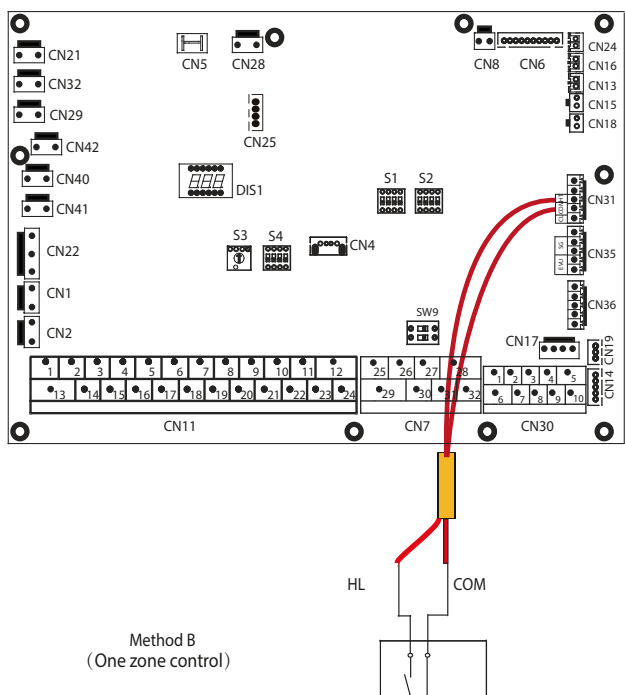 CN21
CN32
CN29
CN42
CN40
CN41
CN22
CN1
CN2
CN5
CN28
CN25
DIS1
S3
S4
CN4
S1
S2
CN8
CN6
CN24
CN16
CN13
CN15
CN18
CN31
CN35
SG
EVU
CN36
SW9
CN17
CN19
CN14
1 2 3 4 5 6 7 8 9 10 11 12
13 14 15 16 17 18 19 20 21 22 23 24
CN11
25 26 27 28
29 30 31 32
CN7
1 2 3 4 5
6 7 8 9 10
CN30
HL
COM
Method B
(One zone control)